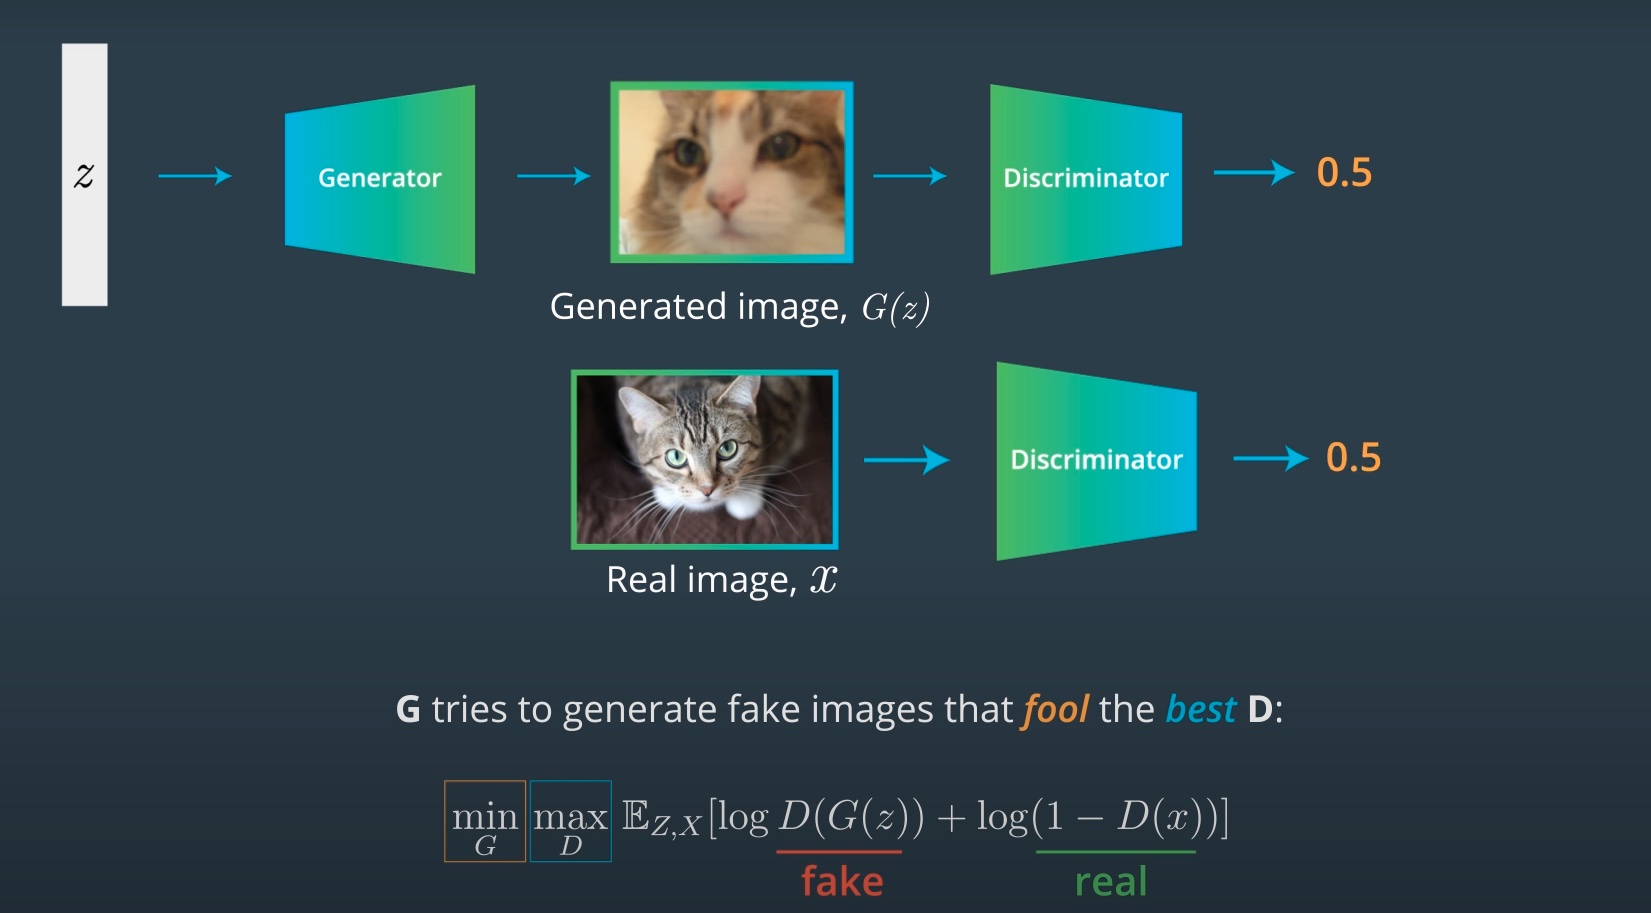 z
Generator
Discriminator
0.5
Generated image, G(z)
Discriminator
0.5
Real image, x
G tries to generate fake images that fool the best D:
min_G max_D 𝔼_{Z,X}[log D(G(z)) + log(1 − D(x))]
fake real